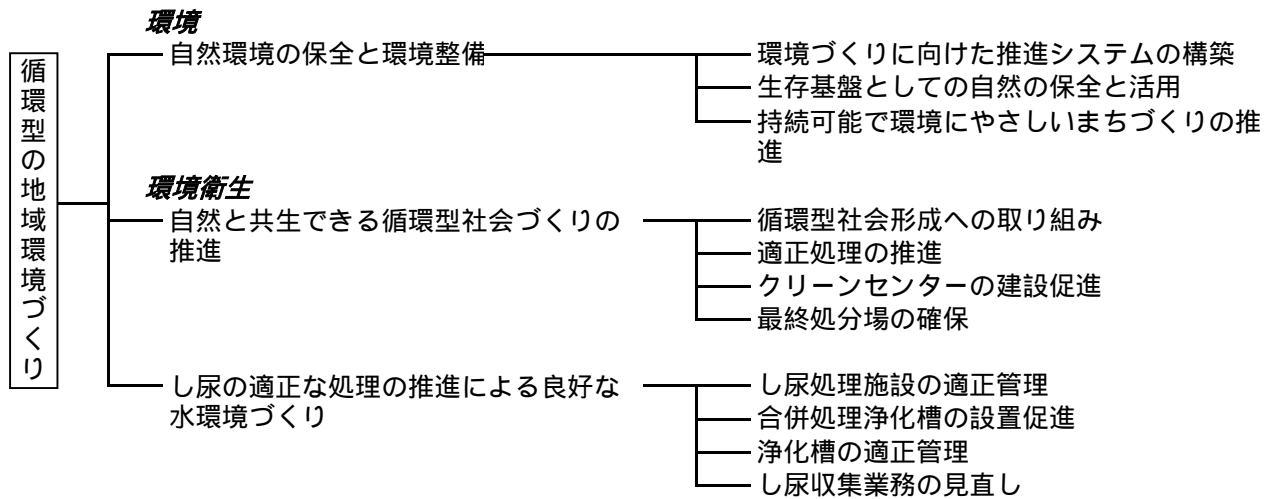 循環型の地域環境づくり
環境
自然環境の保全と環境整備
環境づくりに向けた推進システムの構築
生存基盤としての自然の保全と活用
持続可能で環境にやさしいまちづくりの推
進
環境衛生
自然と共生できる循環型社会づくりの
推進
循環型社会形成への取り組み
適正処理の推進
クリーンセンターの建設促進
最終処分場の確保
し尿の適正な処理の推進による良好な
水環境づくり
し尿処理施設の適正管理
合併処理浄化槽の設置促進
浄化槽の適正管理
し尿収集業務の見直し